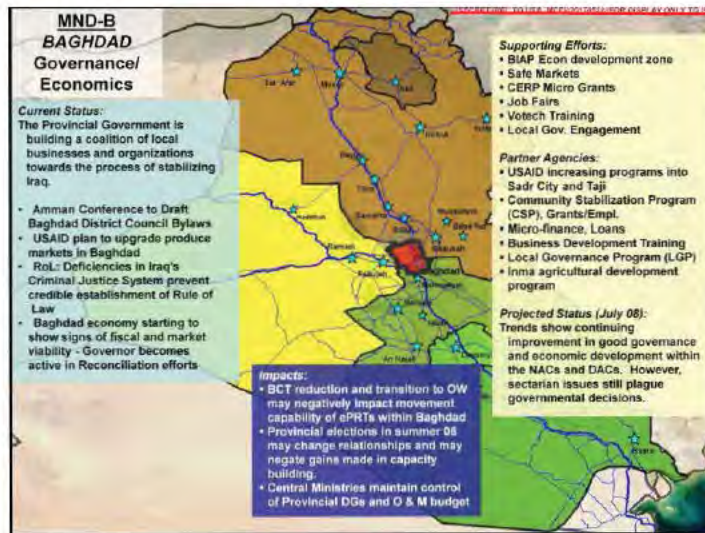 MND-B
BAGHDAD
Governance/
Economics
Current Status:
The Provincial Government is
building a coalition of local
businesses and organizations
towards the process of stabilizing
Iraq.
• Amman Conference to Draft
Baghdad District Council Bylaws
• USAID plan to upgrade produce
markets in Baghdad
• RoL: Deficiencies in Iraq's
Criminal Justice System prevent
credible establishment of Rule of
Law
• Baghdad economy starting to
show signs of fiscal and market
viability - Governor becomes
active in Reconciliation efforts
Supporting Efforts:
• BIAP Econ development zone
• Safe Markets
• CERP Micro Grants
• Job Fairs
• Votech Training
• Local Gov. Engagement
Partner Agencies:
• USAID increasing programs into
Sadr City and Taji
• Community Stabilization Program
(CSP), Grants/Empl.
• Micro-finance, Loans
• Business Development Training
• Local Governance Program (LGP)
• Inma agricultural development
program
Projected Status (July 08):
Trends show continuing
improvement in good governance
and economic development within
the NACs and DACs. However,
sectarian issues still plague
governmental decisions.
Impacts:
• BCT reduction and transition to OW
may negatively impact movement
capability of ePRTs within Baghdad
• Provincial elections in summer 08
may change relationships and may
negate gains made in capacity
building.
• Central Ministries maintain control
of Provincial DGs and O & M budget
Tal Afar
Mosul
Kirkuk
Tikrit
Samarra
Ramadi
Baghdad
An Najaf